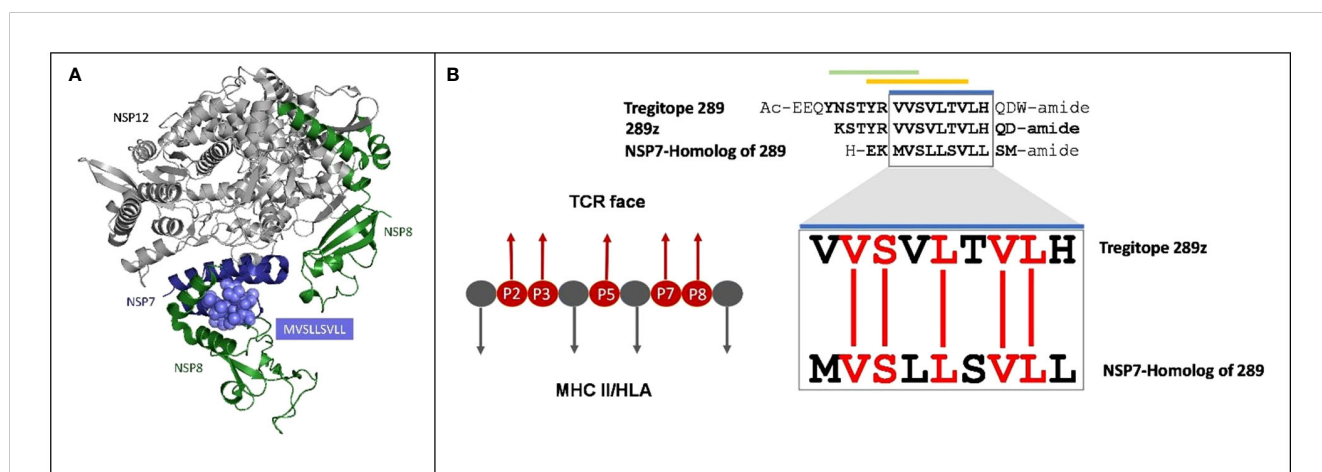 A
NSP12
NSP8
NSP7
MVSLLSVLL
NSP8
B
Tregitope 289 Ac-EEQYNSTYR VVSVLTVLH QDW-amide
289z KSTYR VVSVLTVLH QD-amide
NSP7-Homolog of 289 H-EK MVSLLSVLL SM-amide
TCR face
P2 P3 P5 P7 P8
MHC II/HLA
VVSVLTVLH Tregitope 289z
MVSLLSVLL NSP7-Homolog of 289